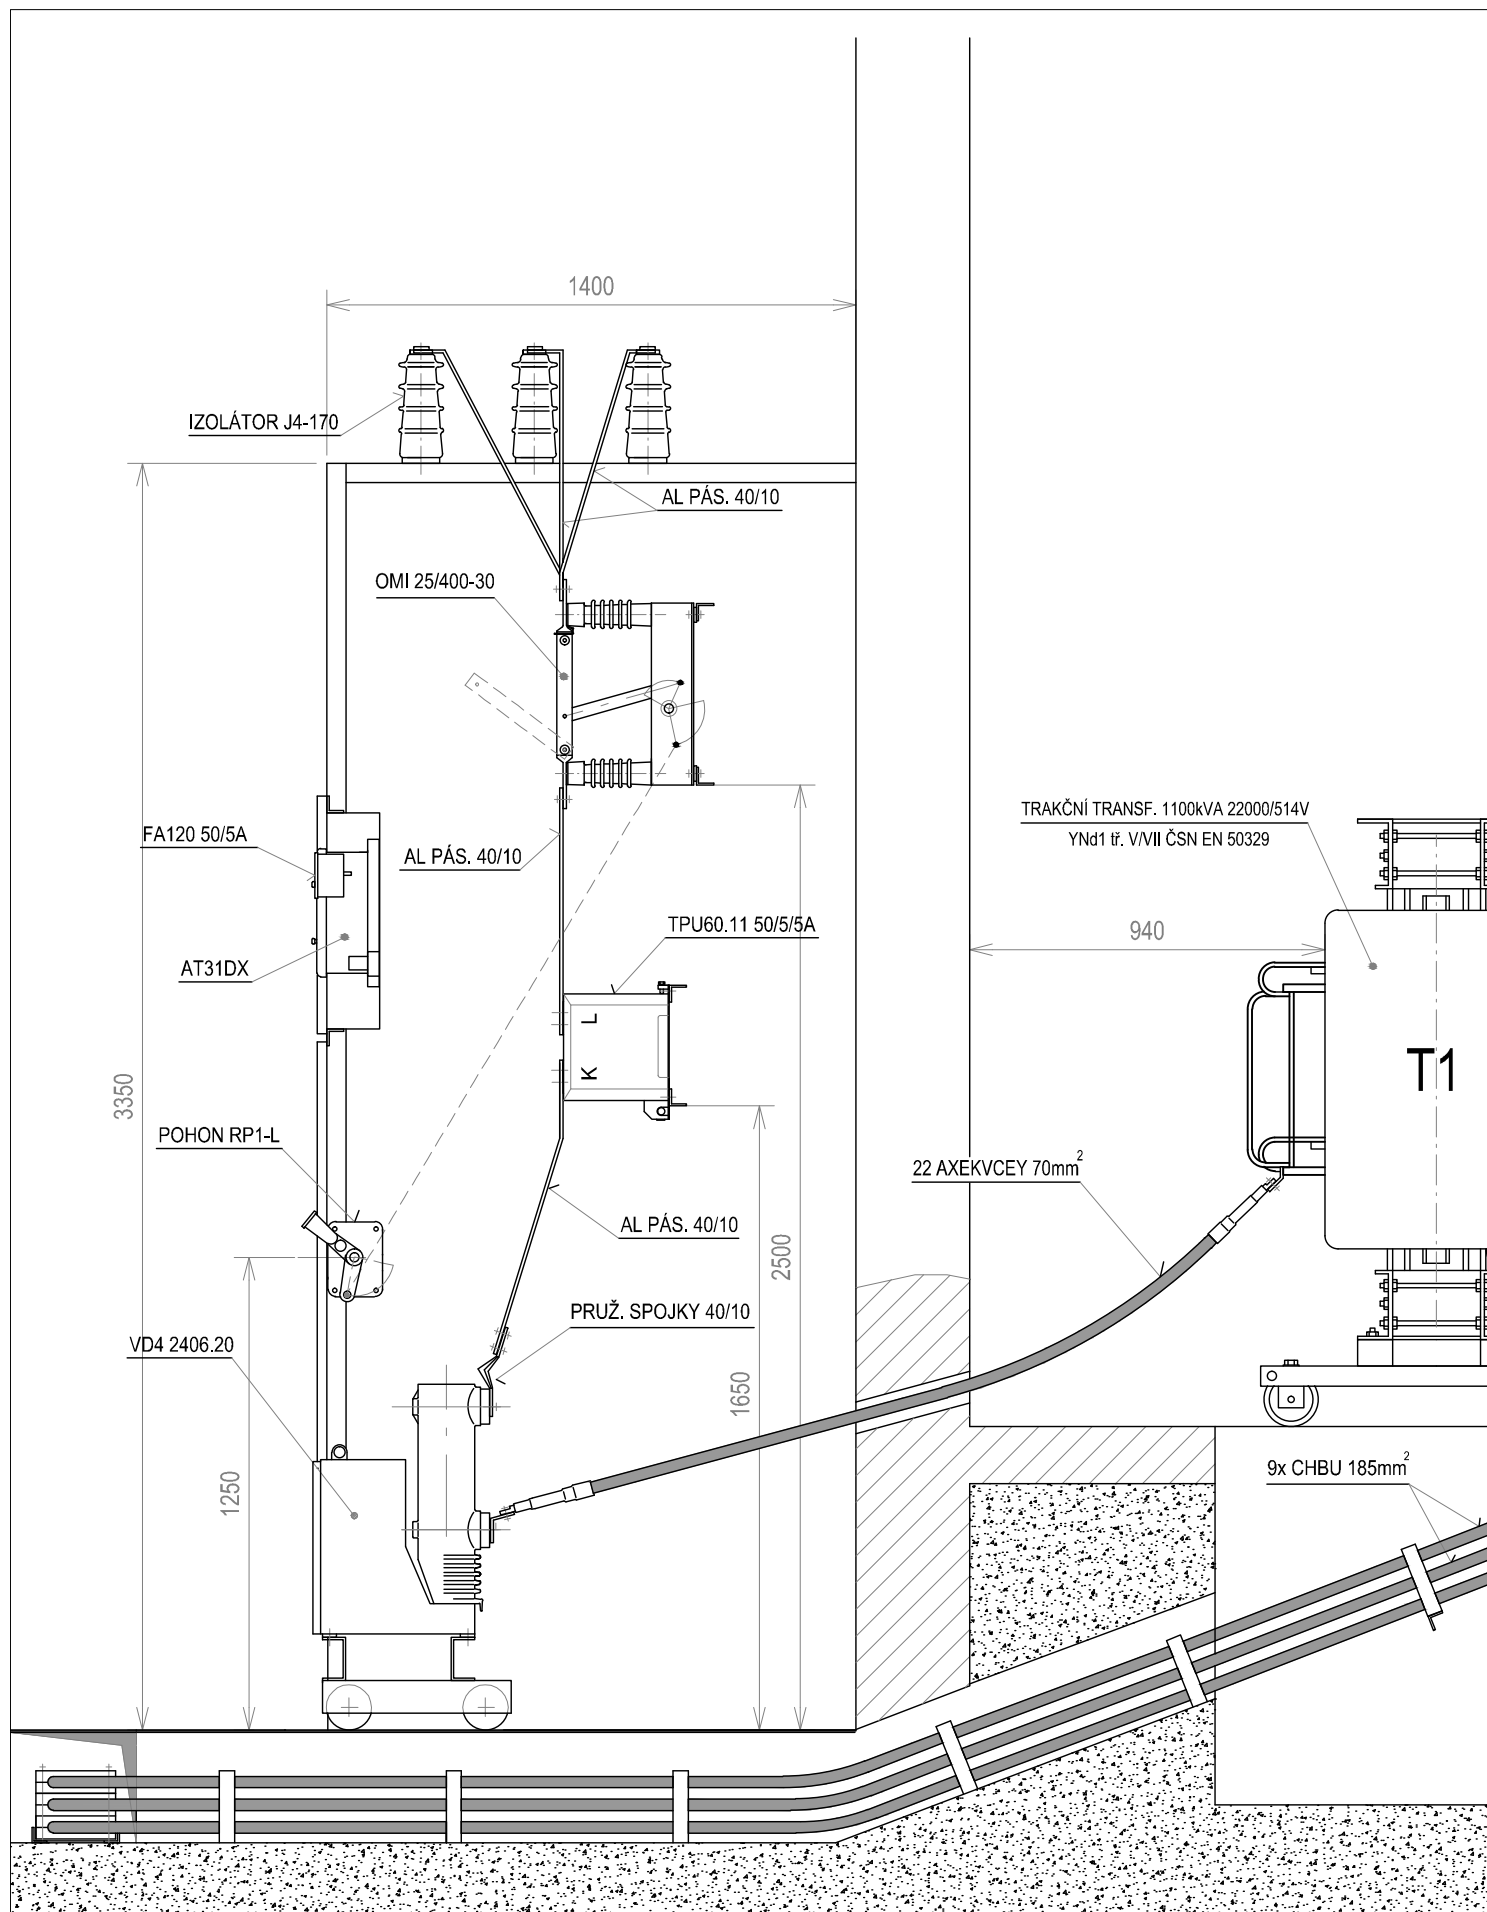 1400
IZOLÁTOR J4-170
AL PÁS. 40/10
OMI 25/400-30
FA120 50/5A
AL PÁS. 40/10
TRAKČNÍ TRANSF. 1100kVA 22000/514V
YNd1 tř. V/VII ČSN EN 50329
TPU60.11 50/5/5A
940
AT31DX
L
K
T1
3350
POHON RP1-L
22 AXEKVCEY 70mm²
AL PÁS. 40/10
2500
PRUŽ. SPOJKY 40/10
VD4 2406.20
1650
1250
9x CHBU 185mm²